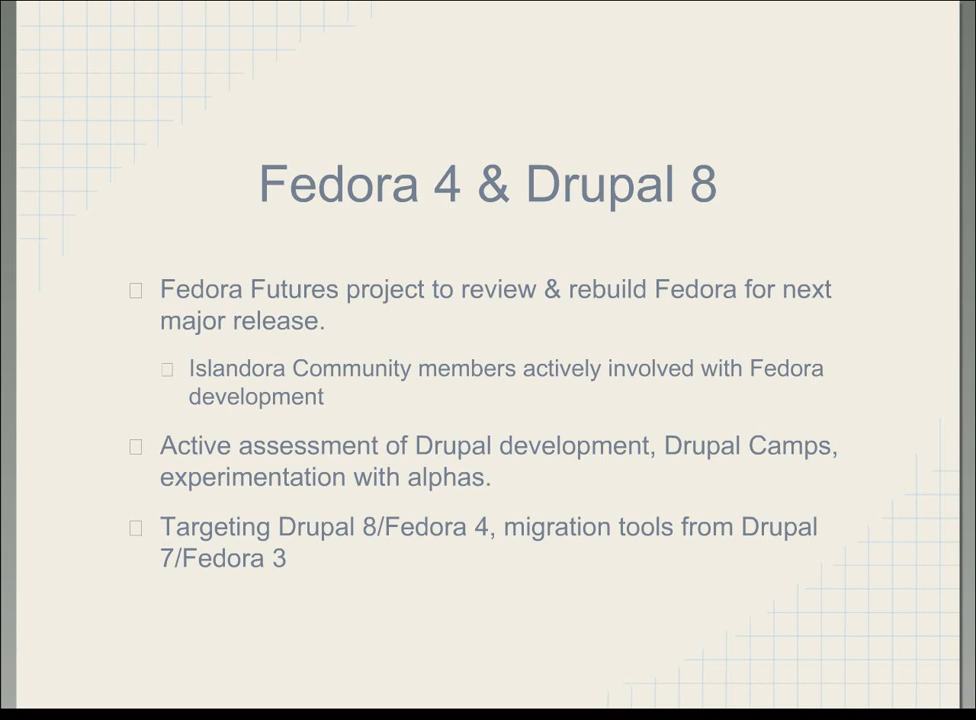 Fedora 4 & Drupal 8
Fedora Futures project to review & rebuild Fedora for next
major release.
Islandora Community members actively involved with Fedora
development
Active assessment of Drupal development, Drupal Camps,
experimentation with alphas.
Targeting Drupal 8/Fedora 4, migration tools from Drupal
7/Fedora 3